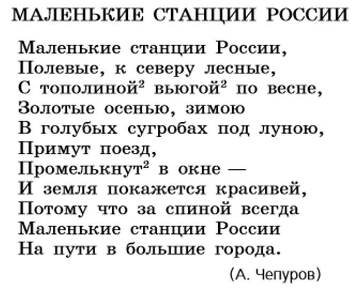 МАЛЕНЬКИЕ СТАНЦИИ РОССИИ
Маленькие станции России,
Полевые, к северу лесные,
С тополиной² вьюгой² по весне,
Золотые осенью, зимою
В голубых сугробах под луною,
Примут поезд,
Промелькнут² в окне —
И земля покажется красивей,
Потому что за спиной всегда
Маленькие станции России
На пути в большие города.
(А. Чепуров)